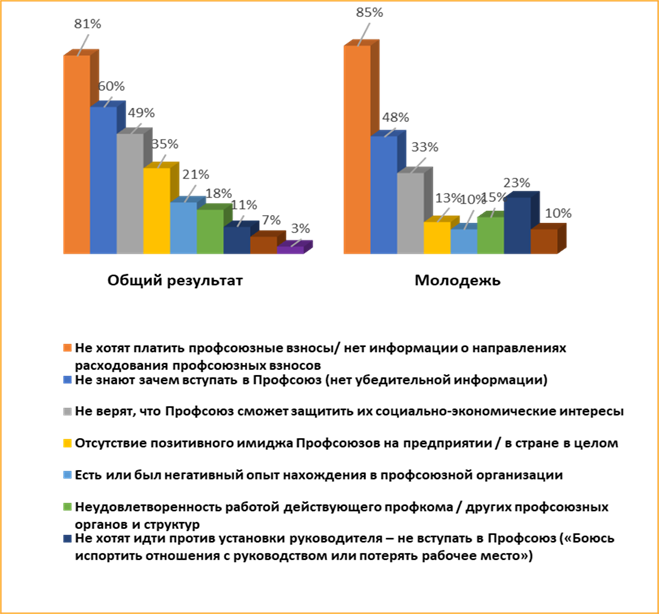 81%
60%
49%
35%
21%
18%
11%
7%
3%
Общий результат
85%
48%
33%
13%
10%
15%
23%
10%
Молодежь
Не хотят платить профсоюзные взносы/ нет информации о направлениях
расходования профсоюзных взносов
Не знают зачем вступать в Профсоюз (нет убедительной информации)
Не верят, что Профсоюз сможет защитить их социально-экономические интересы
Отсутствие позитивного имиджа Профсоюзов на предприятии / в стране в целом
Есть или был негативный опыт нахождения в профсоюзной организации
Неудовлетворенность работой действующего профкома / других профсоюзных
органов и структур
Не хотят идти против установки руководителя – не вступать в Профсоюз («Боюсь
испортить отношения с руководством или потерять рабочее место»)